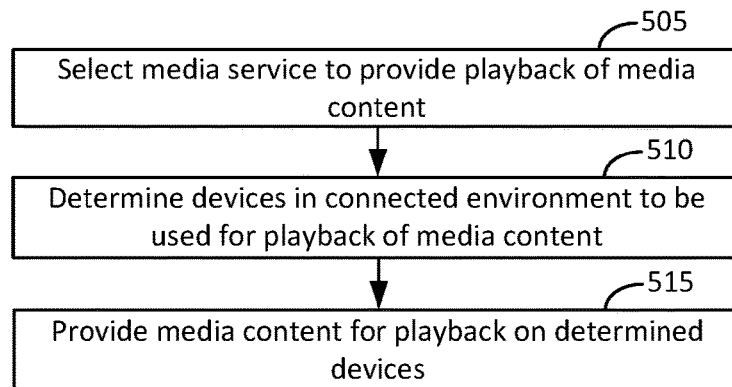 505
Select media service to provide playback of media
content
510
Determine devices in connected environment to be
used for playback of media content
515
Provide media content for playback on determined
devices